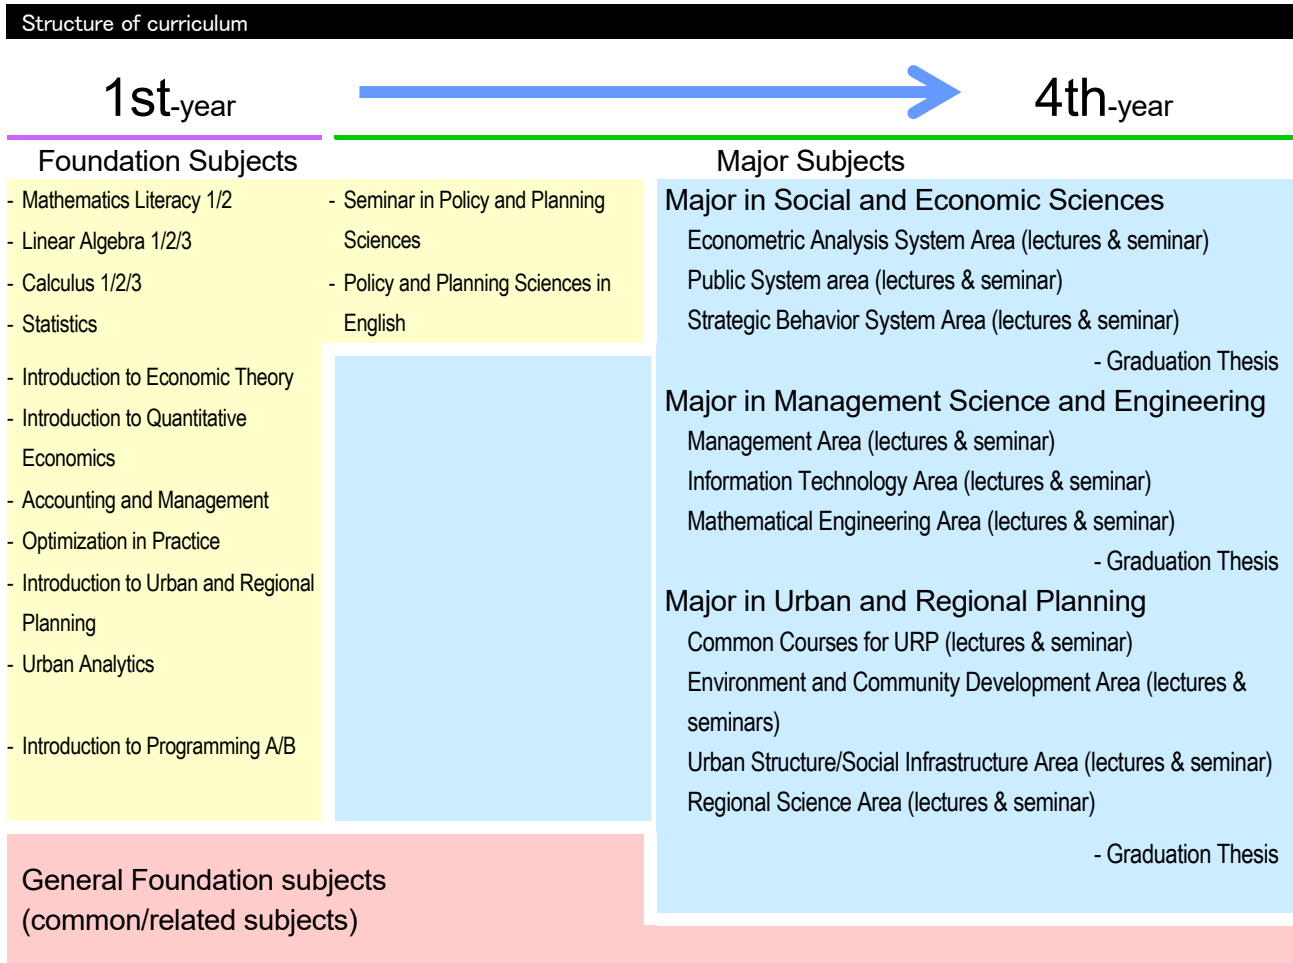 Structure of curriculum
1st-year
4th-year
Foundation Subjects
- Mathematics Literacy 1/2
- Linear Algebra 1/2/3
- Calculus 1/2/3
- Statistics
- Introduction to Economic Theory
- Introduction to Quantitative
Economics
- Accounting and Management
- Optimization in Practice
- Introduction to Urban and Regional
Planning
- Urban Analytics
- Introduction to Programming A/B
- Seminar in Policy and Planning
Sciences
- Policy and Planning Sciences in
English
Major Subjects
Major in Social and Economic Sciences
Econometric Analysis System Area (lectures & seminar)
Public System area (lectures & seminar)
Strategic Behavior System Area (lectures & seminar)
- Graduation Thesis
Major in Management Science and Engineering
Management Area (lectures & seminar)
Information Technology Area (lectures & seminar)
Mathematical Engineering Area (lectures & seminar)
- Graduation Thesis
Major in Urban and Regional Planning
Common Courses for URP (lectures & seminar)
Environment and Community Development Area (lectures &
seminars)
Urban Structure/Social Infrastructure Area (lectures & seminar)
Regional Science Area (lectures & seminar)
- Graduation Thesis
General Foundation subjects
(common/related subjects)